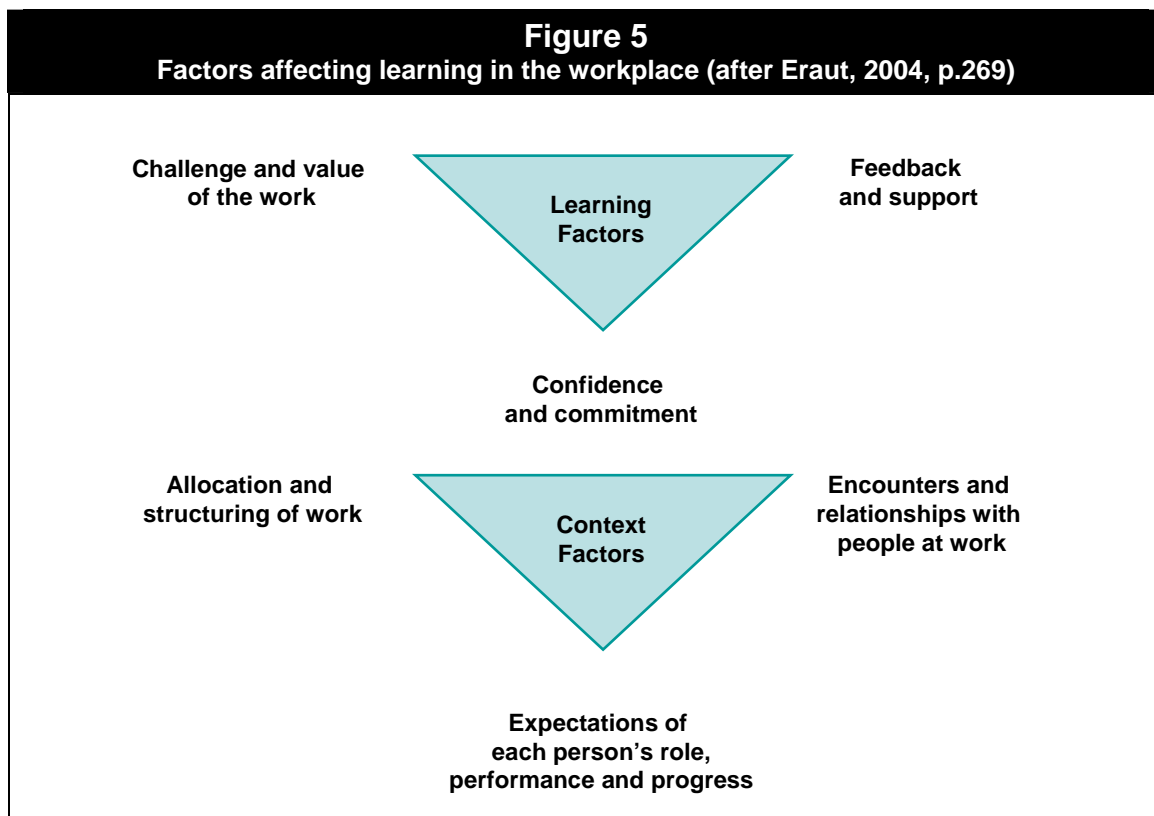 Figure 5
Factors affecting learning in the workplace (after Eraut, 2004, p.269)
Challenge and value
of the work
Learning
Factors
Feedback
and support
Confidence
and commitment
Allocation and
structuring of work
Context
Factors
Encounters and
relationships with
people at work
Expectations of
each person’s role,
performance and progress